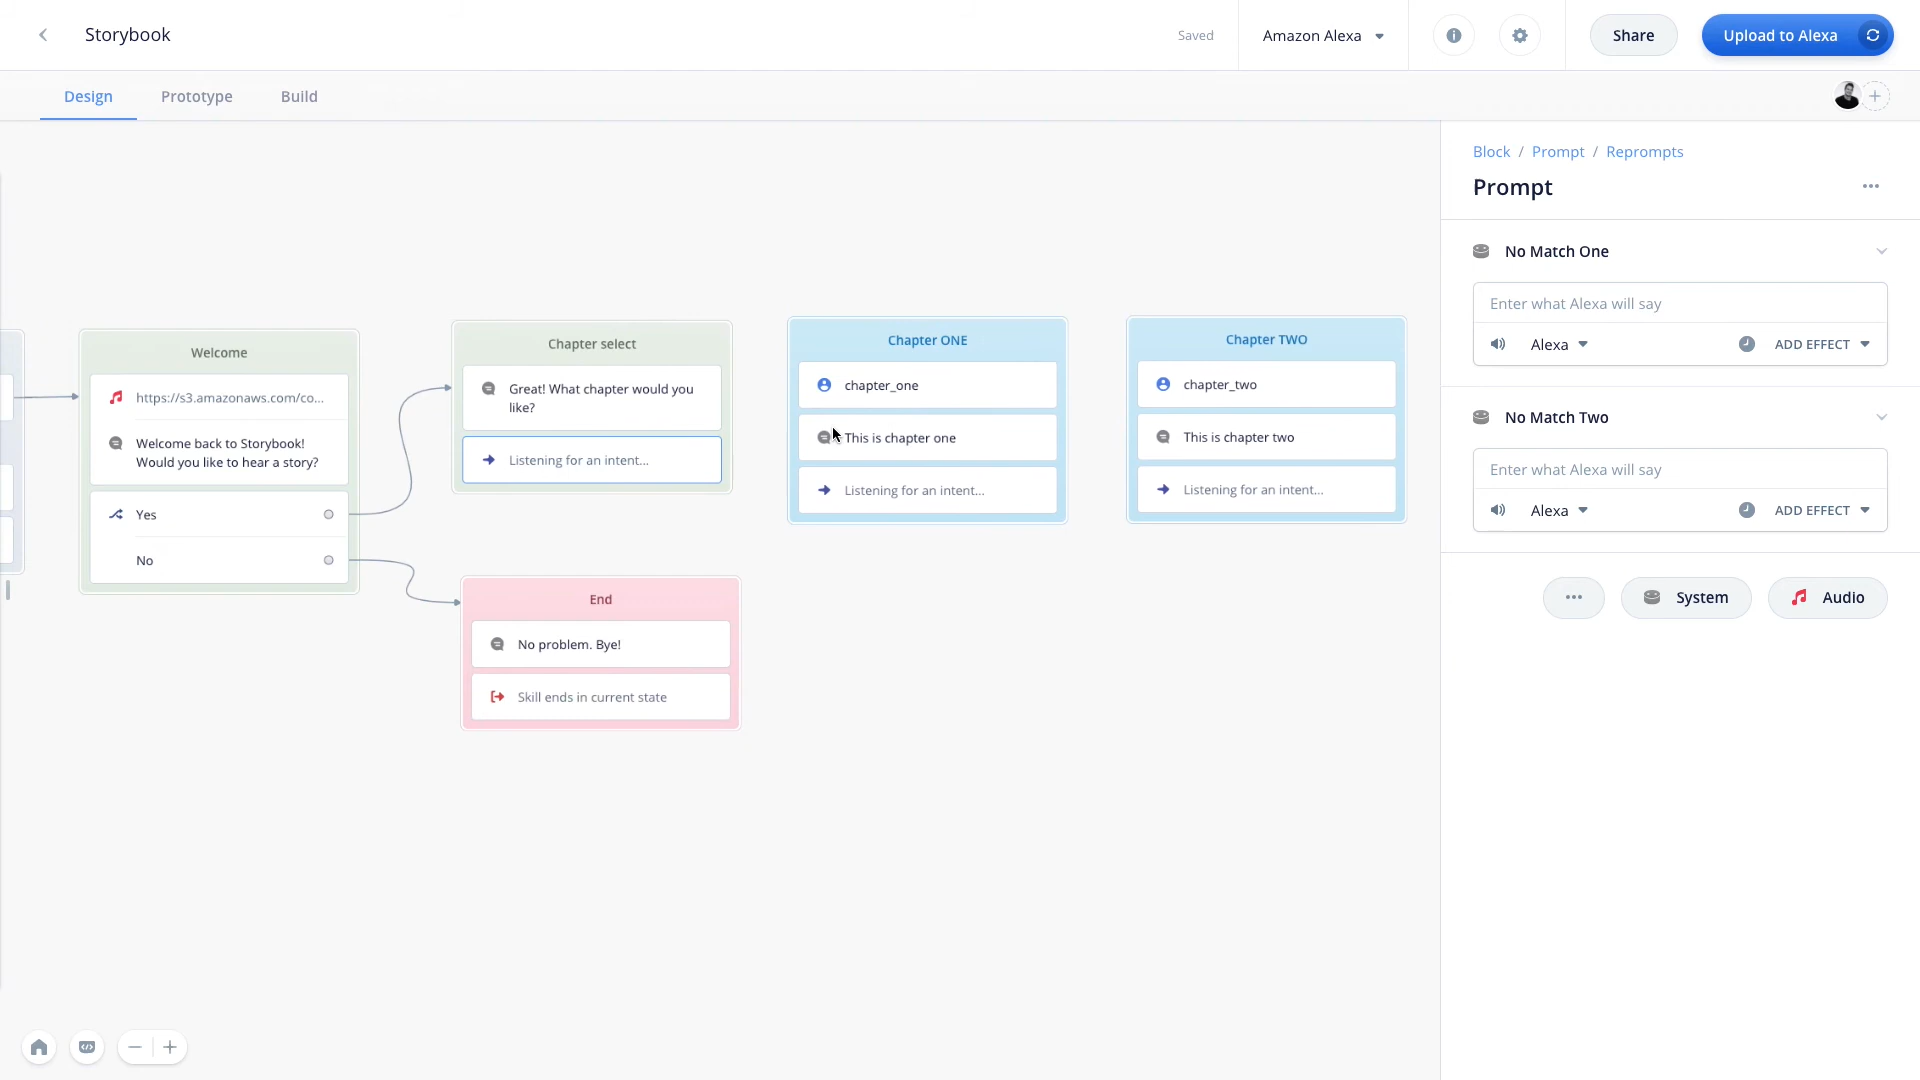 Storybook
Saved
Amazon Alexa
Share
Upload to Alexa
Design
Prototype
Build
Block / Prompt / Reprompts
Prompt
No Match One
Enter what Alexa will say
Alexa
ADD EFFECT
No Match Two
Enter what Alexa will say
Alexa
ADD EFFECT
System
Audio
Welcome
https://s3.amazonaws.com/co...
Welcome back to Storybook!
Would you like to hear a story?
Yes
No
Chapter select
Great! What chapter would you
like?
Listening for an intent...
End
No problem. Bye!
Skill ends in current state
Chapter ONE
chapter_one
This is chapter one
Listening for an intent...
Chapter TWO
chapter_two
This is chapter two
Listening for an intent...